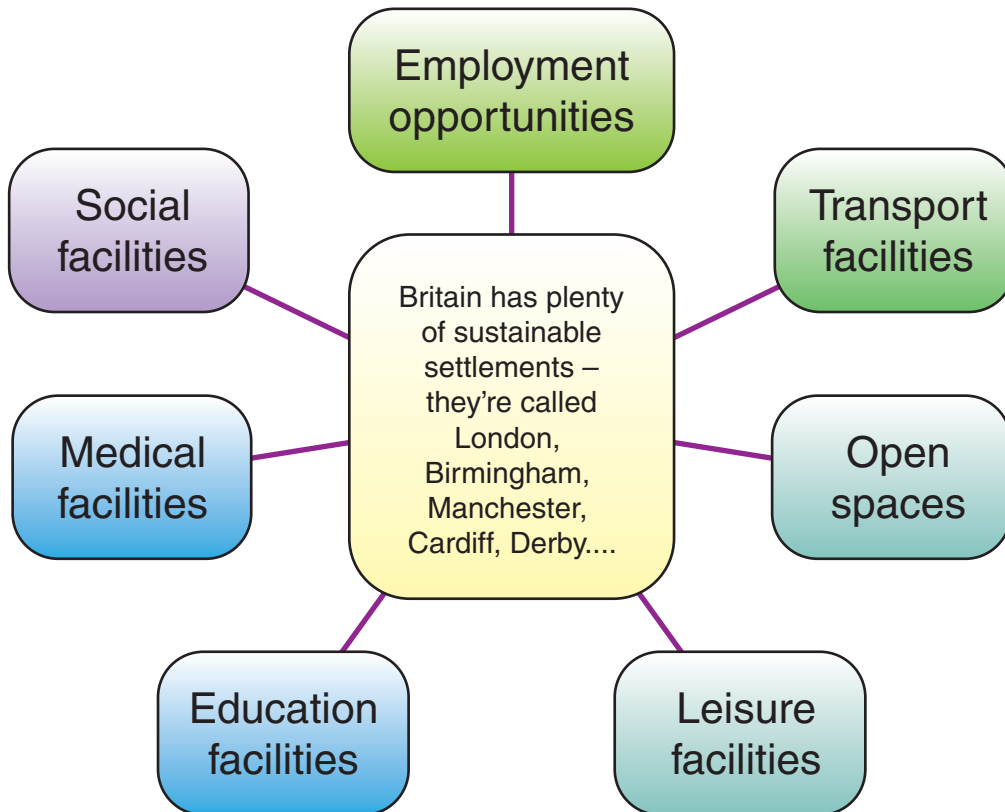 Employment
opportunities
Social
facilities
Transport
facilities
Britain has plenty
of sustainable
settlements –
they're called
London,
Birmingham,
Manchester,
Cardiff, Derby....
Medical
facilities
Open
spaces
Education
facilities
Leisure
facilities